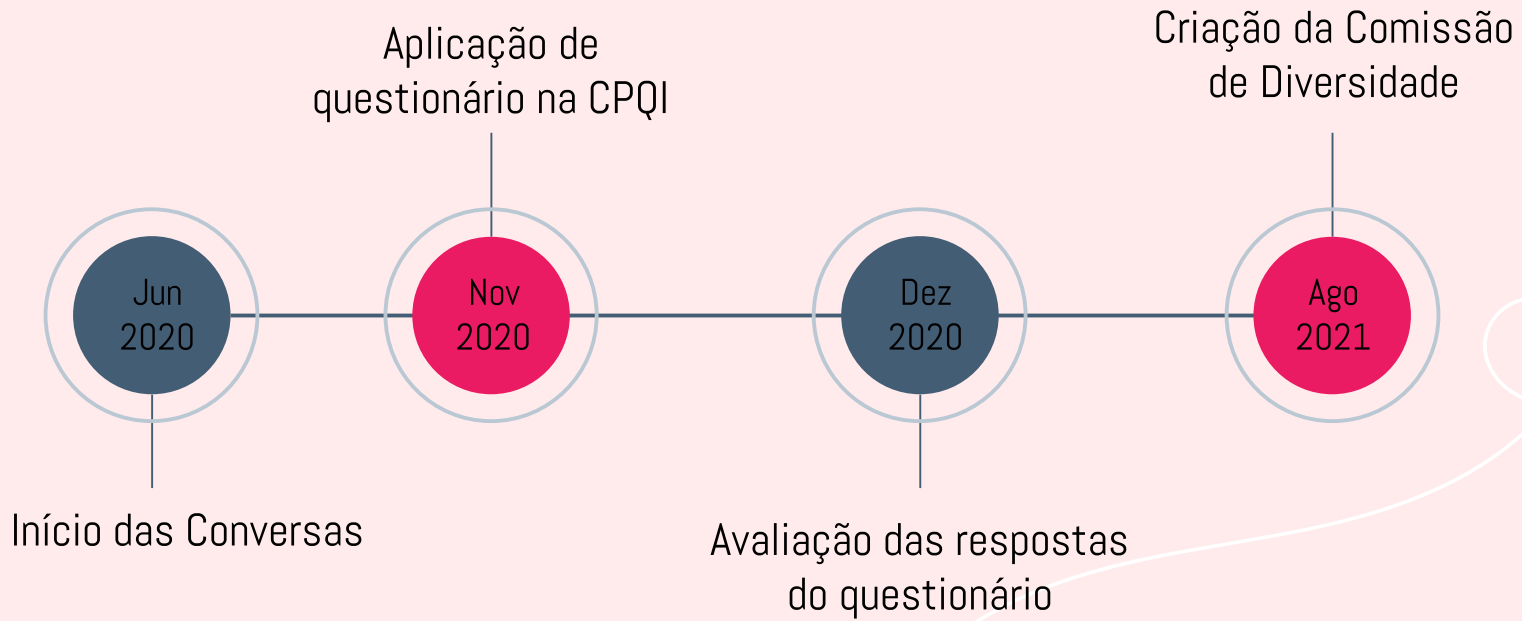 Aplicação de
questionário na CPQI
Criação da Comissão
de Diversidade
Jun
2020
Nov
2020
Dez
2020
Ago
2021
Início das Conversas
Avaliação das respostas
do questionário